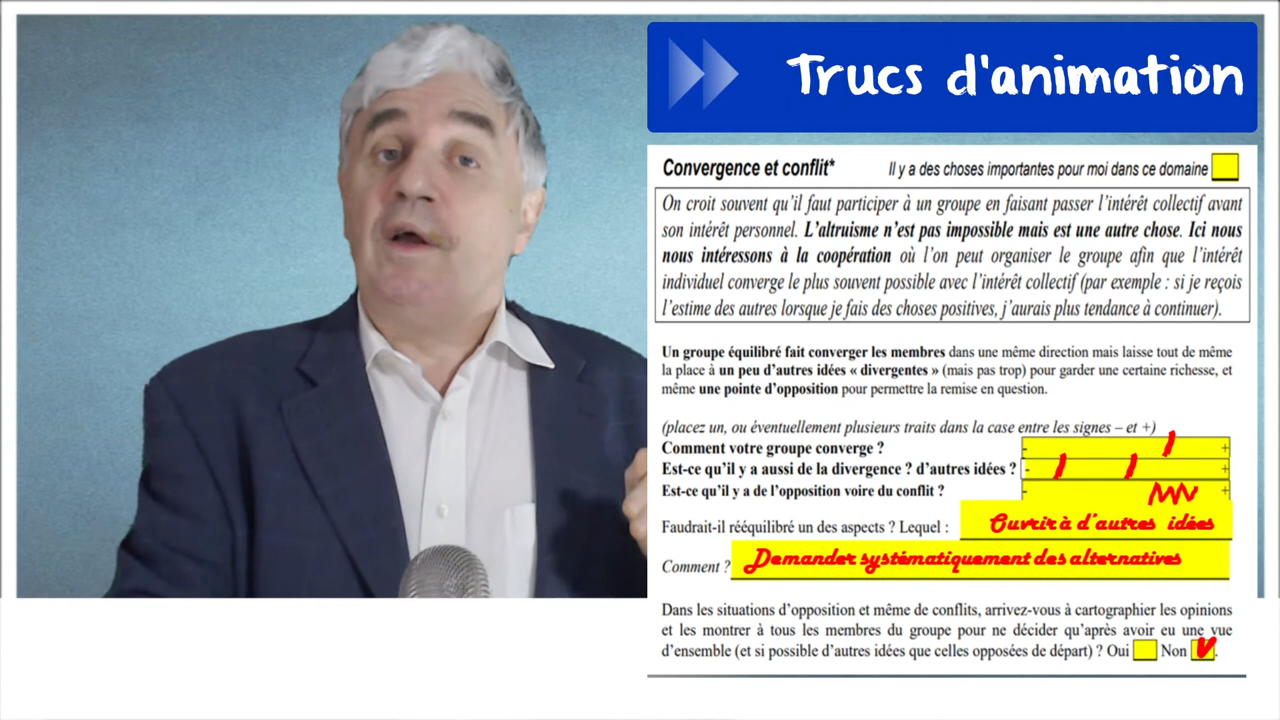 Trucs d'animation
Convergence et conflit* Il y a des choses importantes pour moi dans ce domaine
On croit souvent qu'il faut participer à un groupe en faisant passer l'intérêt collectif avant
son intérêt personnel. L'altruisme n'est pas impossible mais est une autre chose. Ici nous
nous intéressons à la coopération où l'on peut organiser le groupe afin que l'intérêt
individuel converge le plus souvent possible avec l'intérêt collectif (par exemple : si je reçois
l'estime des autres lorsque je fais des choses positives, j'aurais plus tendance à continuer).
Un groupe équilibré fait converger les membres dans une même direction mais laisse tout de même
la place à un peu d'autres idées « divergentes » (mais pas trop) pour garder une certaine richesse, et
même une pointe d'opposition pour permettre la remise en question.
(placez un, ou éventuellement plusieurs traits dans la case entre les signes – et +)
Comment votre groupe converge ? - +
Est-ce qu'il y a aussi de la divergence ? d'autres idées ? - +
Est-ce qu'il y a de l'opposition voire du conflit ? - +
Faudrait-il rééquilibré un des aspects ? Lequel : Ouvrir à d'autres idées
Comment ? Demander systématiquement des alternatives
Dans les situations d'opposition et même de conflits, arrivez-vous à cartographier les opinions
et les montrer à tous les membres du groupe pour ne décider qu'après avoir eu une vue
d'ensemble (et si possible d'autres idées que celles opposées de départ) ? Oui Non .